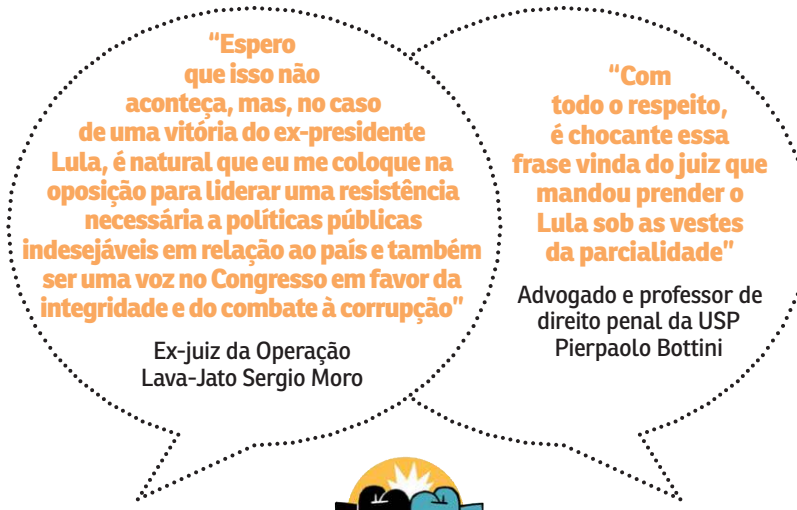 “Espero
que isso não
aconteça, mas, no caso
de uma vitória do ex-presidente
Lula, é natural que eu me coloque na
oposição para liderar uma resistência
necessária a políticas públicas
indesejáveis em relação ao país e também
ser uma voz no Congresso em favor da
integridade e do combate à corrupção”
Ex-juiz da Operação
Lava-Jato Sergio Moro
“Com
todo o respeito,
é chocante essa
frase vinda do juiz que
mandou prender o
Lula sob as vestes
da parcialidade”
Advogado e professor de
direito penal da USP
Pierpaolo Bottini